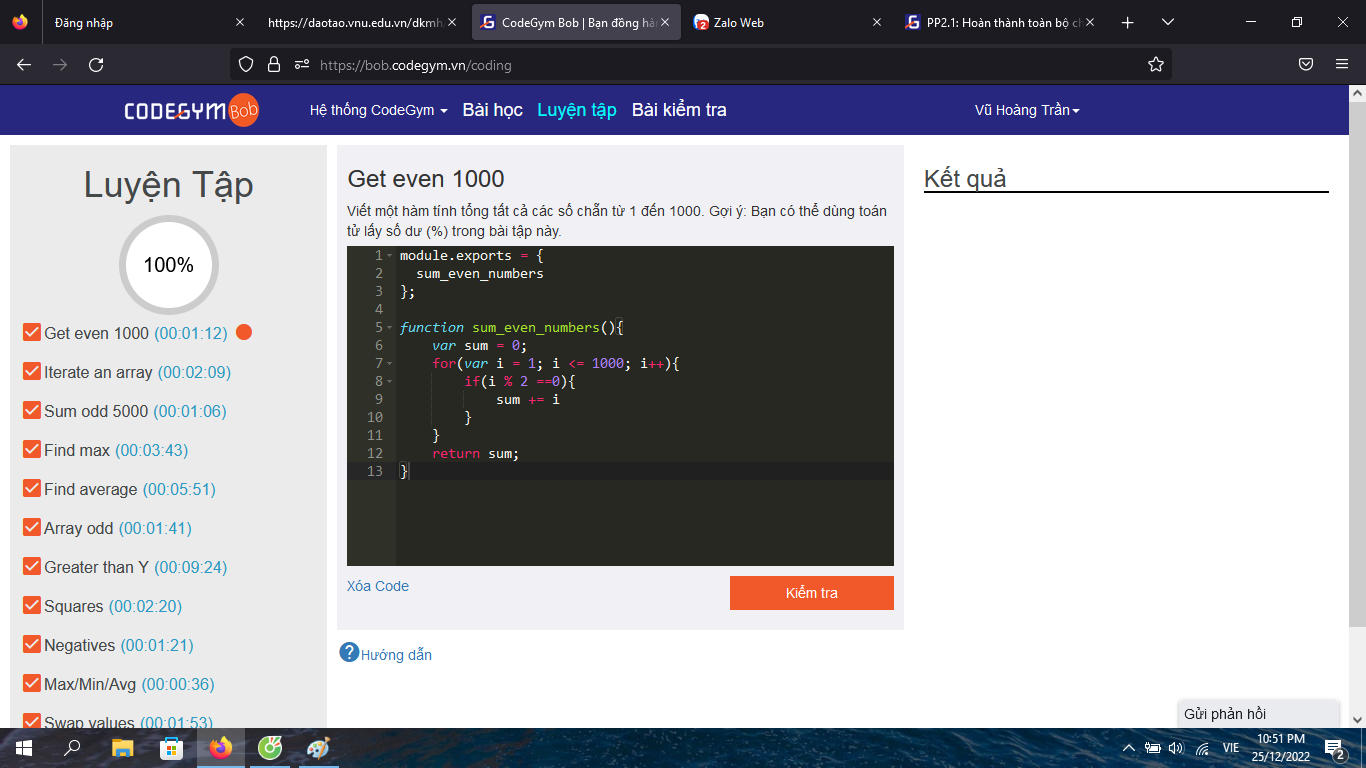 Đăng nhập
https://daotao.vnu.edu.vn/dkmh/
CodeGym Bob | Bạn đồng hà
Zalo Web
PP2.1: Hoàn thành toàn bộ ch
https://bob.codegym.vn/coding
CODEGYM Bob
Hệ thống CodeGym
Bài học
Luyện tập
Bài kiểm tra
Vũ Hoàng Trần
Luyện Tập
100%
Get even 1000 (00:01:12)
Iterate an array (00:02:09)
Sum odd 5000 (00:01:06)
Find max (00:03:43)
Find average (00:05:51)
Array odd (00:01:41)
Greater than Y (00:09:24)
Squares (00:02:20)
Negatives (00:01:21)
Max/Min/Avg (00:00:36)
Swap values (00:01:53)
Get even 1000
Viết một hàm tính tổng tất cả các số chẵn từ 1 đến 1000. Gợi ý: Bạn có thể dùng toán
tử lấy số dư (%) trong bài tập này.
1 module.exports = {
2   sum_even_numbers
3 };
4
5 function sum_even_numbers(){
6     var sum = 0;
7     for(var i = 1; i <= 1000; i++){
8         if(i % 2 ==0){
9             sum += i
10         }
11     }
12     return sum;
13 }
Xóa Code
Kiểm tra
Hướng dẫn
Kết quả
Gửi phản hồi
VIE
10:51 PM
25/12/2022
2